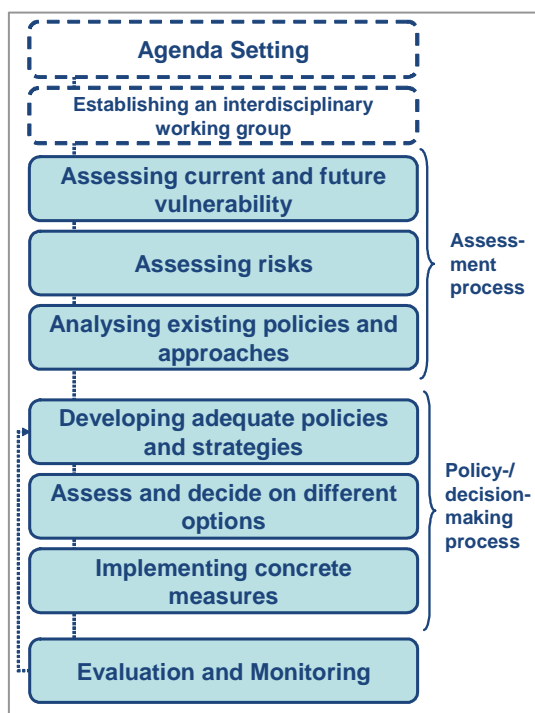 Agenda Setting
Establishing an interdisciplinary
working group
Assessing current and future
vulnerability
Assessing risks
Analysing existing policies and
approaches
Assess-
ment
process
Developing adequate policies
and strategies
Assess and decide on different
options
Implementing concrete
measures
Policy-/
decision-
making
process
Evaluation and Monitoring